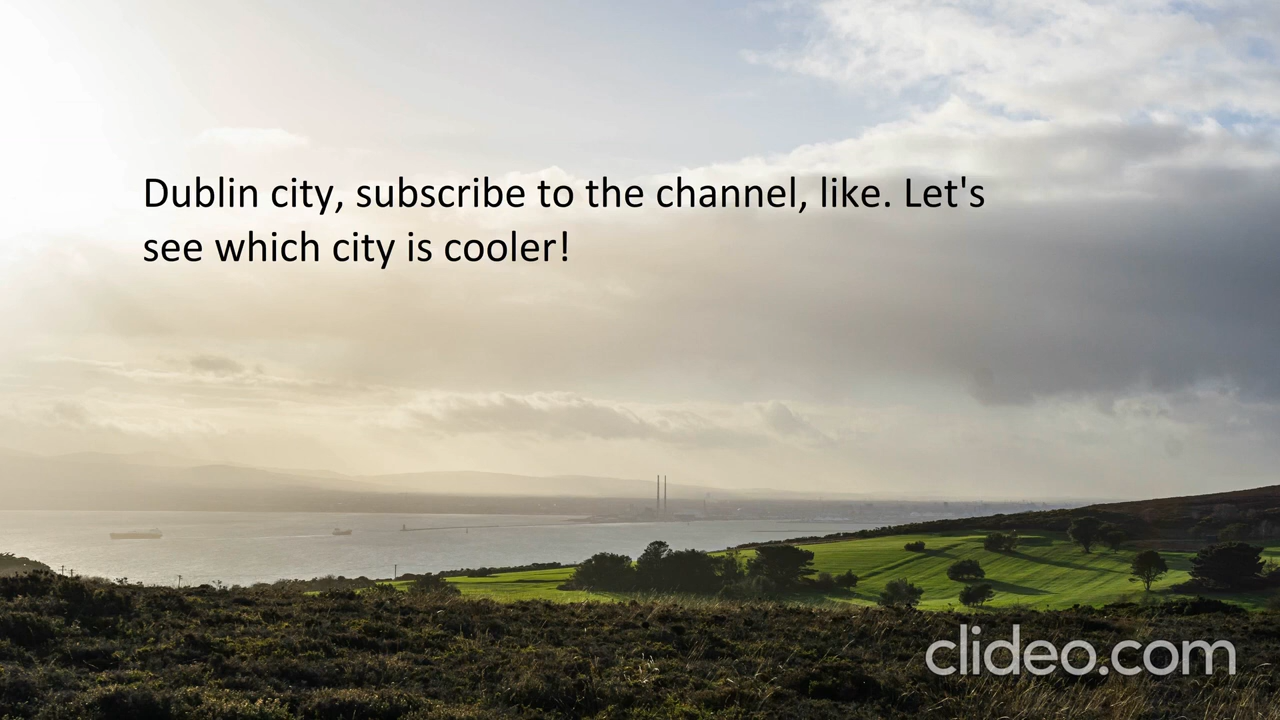 Dublin city, subscribe to the channel, like. Let's
see which city is cooler!
clideo.com